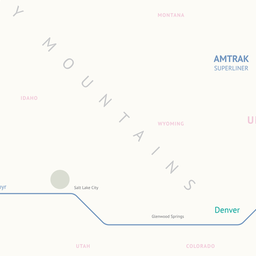 MONTANA
Y MOUNTAINS
AMTRAK
SUPERLINER
IDAHO
WYOMING
U
Salt Lake City
Denver
Glenwood Springs
UTAH
COLORADO